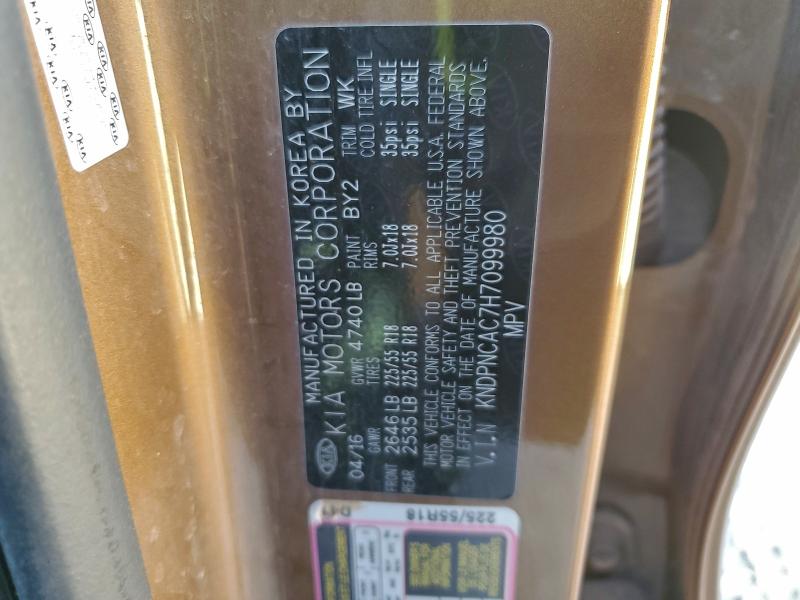 MANUFACTURED IN KOREA BY
KIA KIA MOTORS CORPORATION
04/16 GVWR 4740LB PAINT BY2 TRIM WK
GAWR TIRES RIMS COLD TIRE INFL
FRONT 2646LB 225/55 R18 7.0Jx18 35psi SINGLE
REAR 2535LB 225/55 R18 7.0Jx18 35psi SINGLE
THIS VEHICLE CONFORMS TO ALL APPLICABLE U.S.A. FEDERAL
MOTOR VEHICLE SAFETY AND THEFT PREVENTION STANDARDS
IN EFFECT ON THE DATE OF MANUFACTURE SHOWN ABOVE.
V.I.N KNDPNCAC7H7099980
MPV
225/55R18